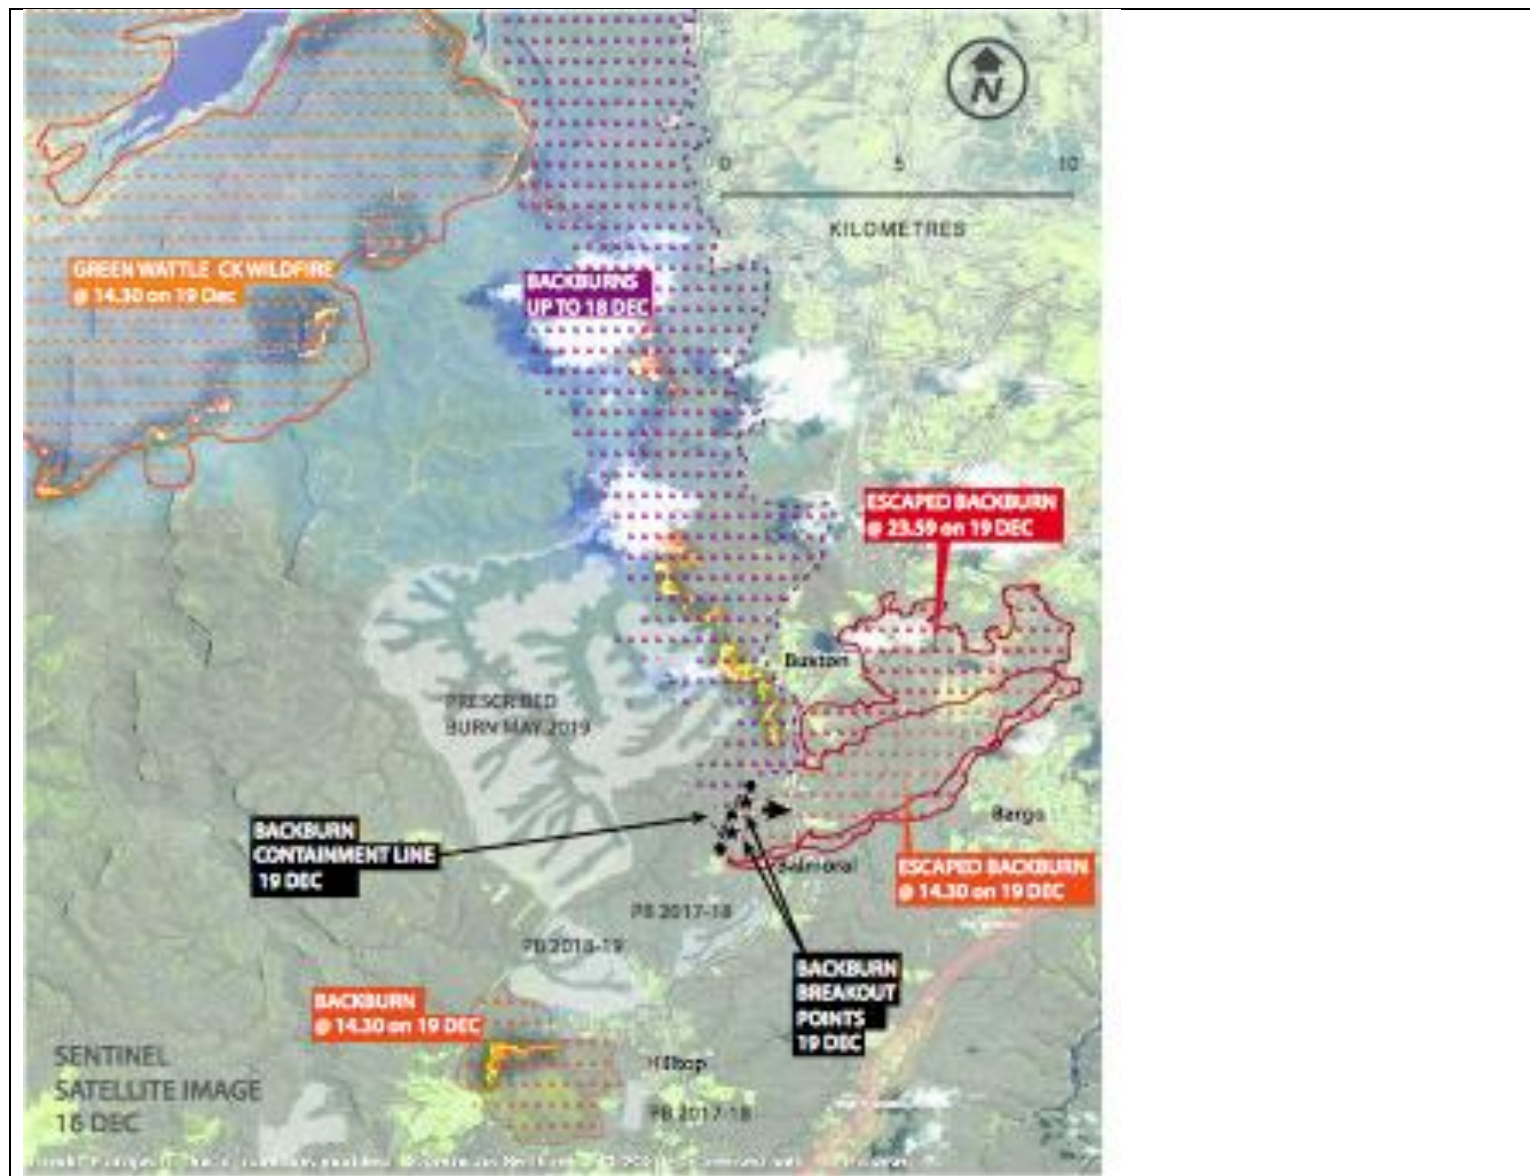 N
0 5 10
KILOMETRES
GREEN WATTLE CK WILDFIRE
@ 14.30 on 19 Dec
BACKBURNS
UP TO 18 DEC
ESCAPED BACKBURN
@ 23.59 on 19 DEC
Buxton
PRESCRIBED
BURN MAY 2019
Bargo
BACKBURN
CONTAINMENT LINE
19 DEC
Balmoral
ESCAPED BACKBURN
@ 14.30 on 19 DEC
PB 2017-18
PB 2018-19
BACKBURN
BREAKOUT
POINTS
19 DEC
BACKBURN
@ 14.30 on 19 DEC
Hilltop
PB 2017-18
SENTINEL
SATELLITE IMAGE
16 DEC